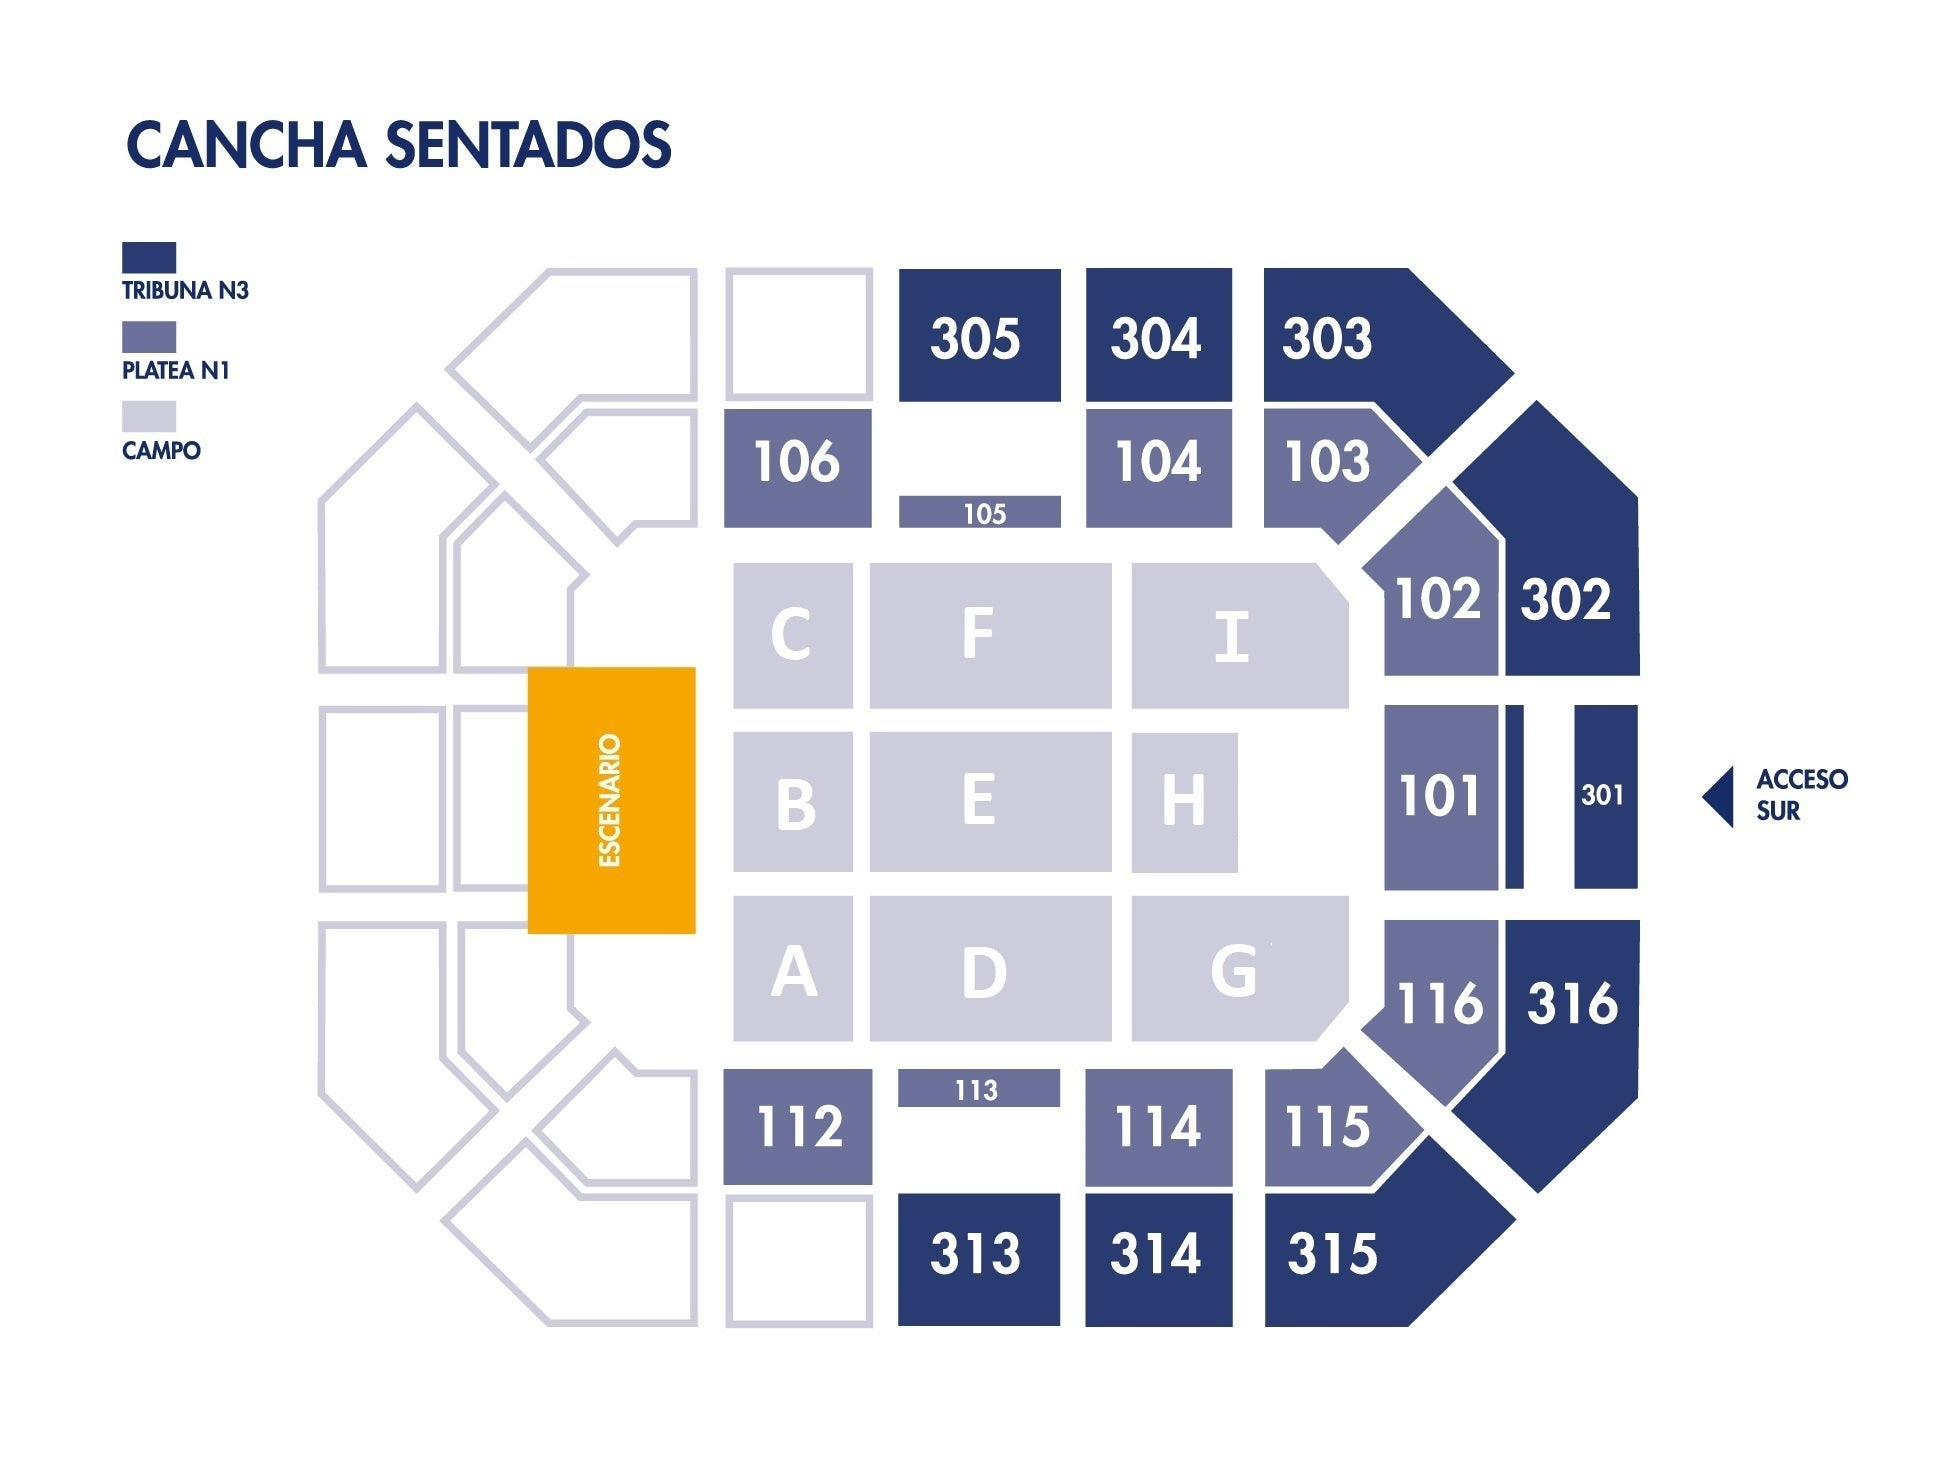 CANCHA SENTADOS
TRIBUNA N3
PLATEA N1
CAMPO
305 304 303
106 104 103
105
102 302
C F I
ESCENARIO
B E H
101 301
ACCESO
SUR
A D G
116 316
113
112 114 115
313 314 315